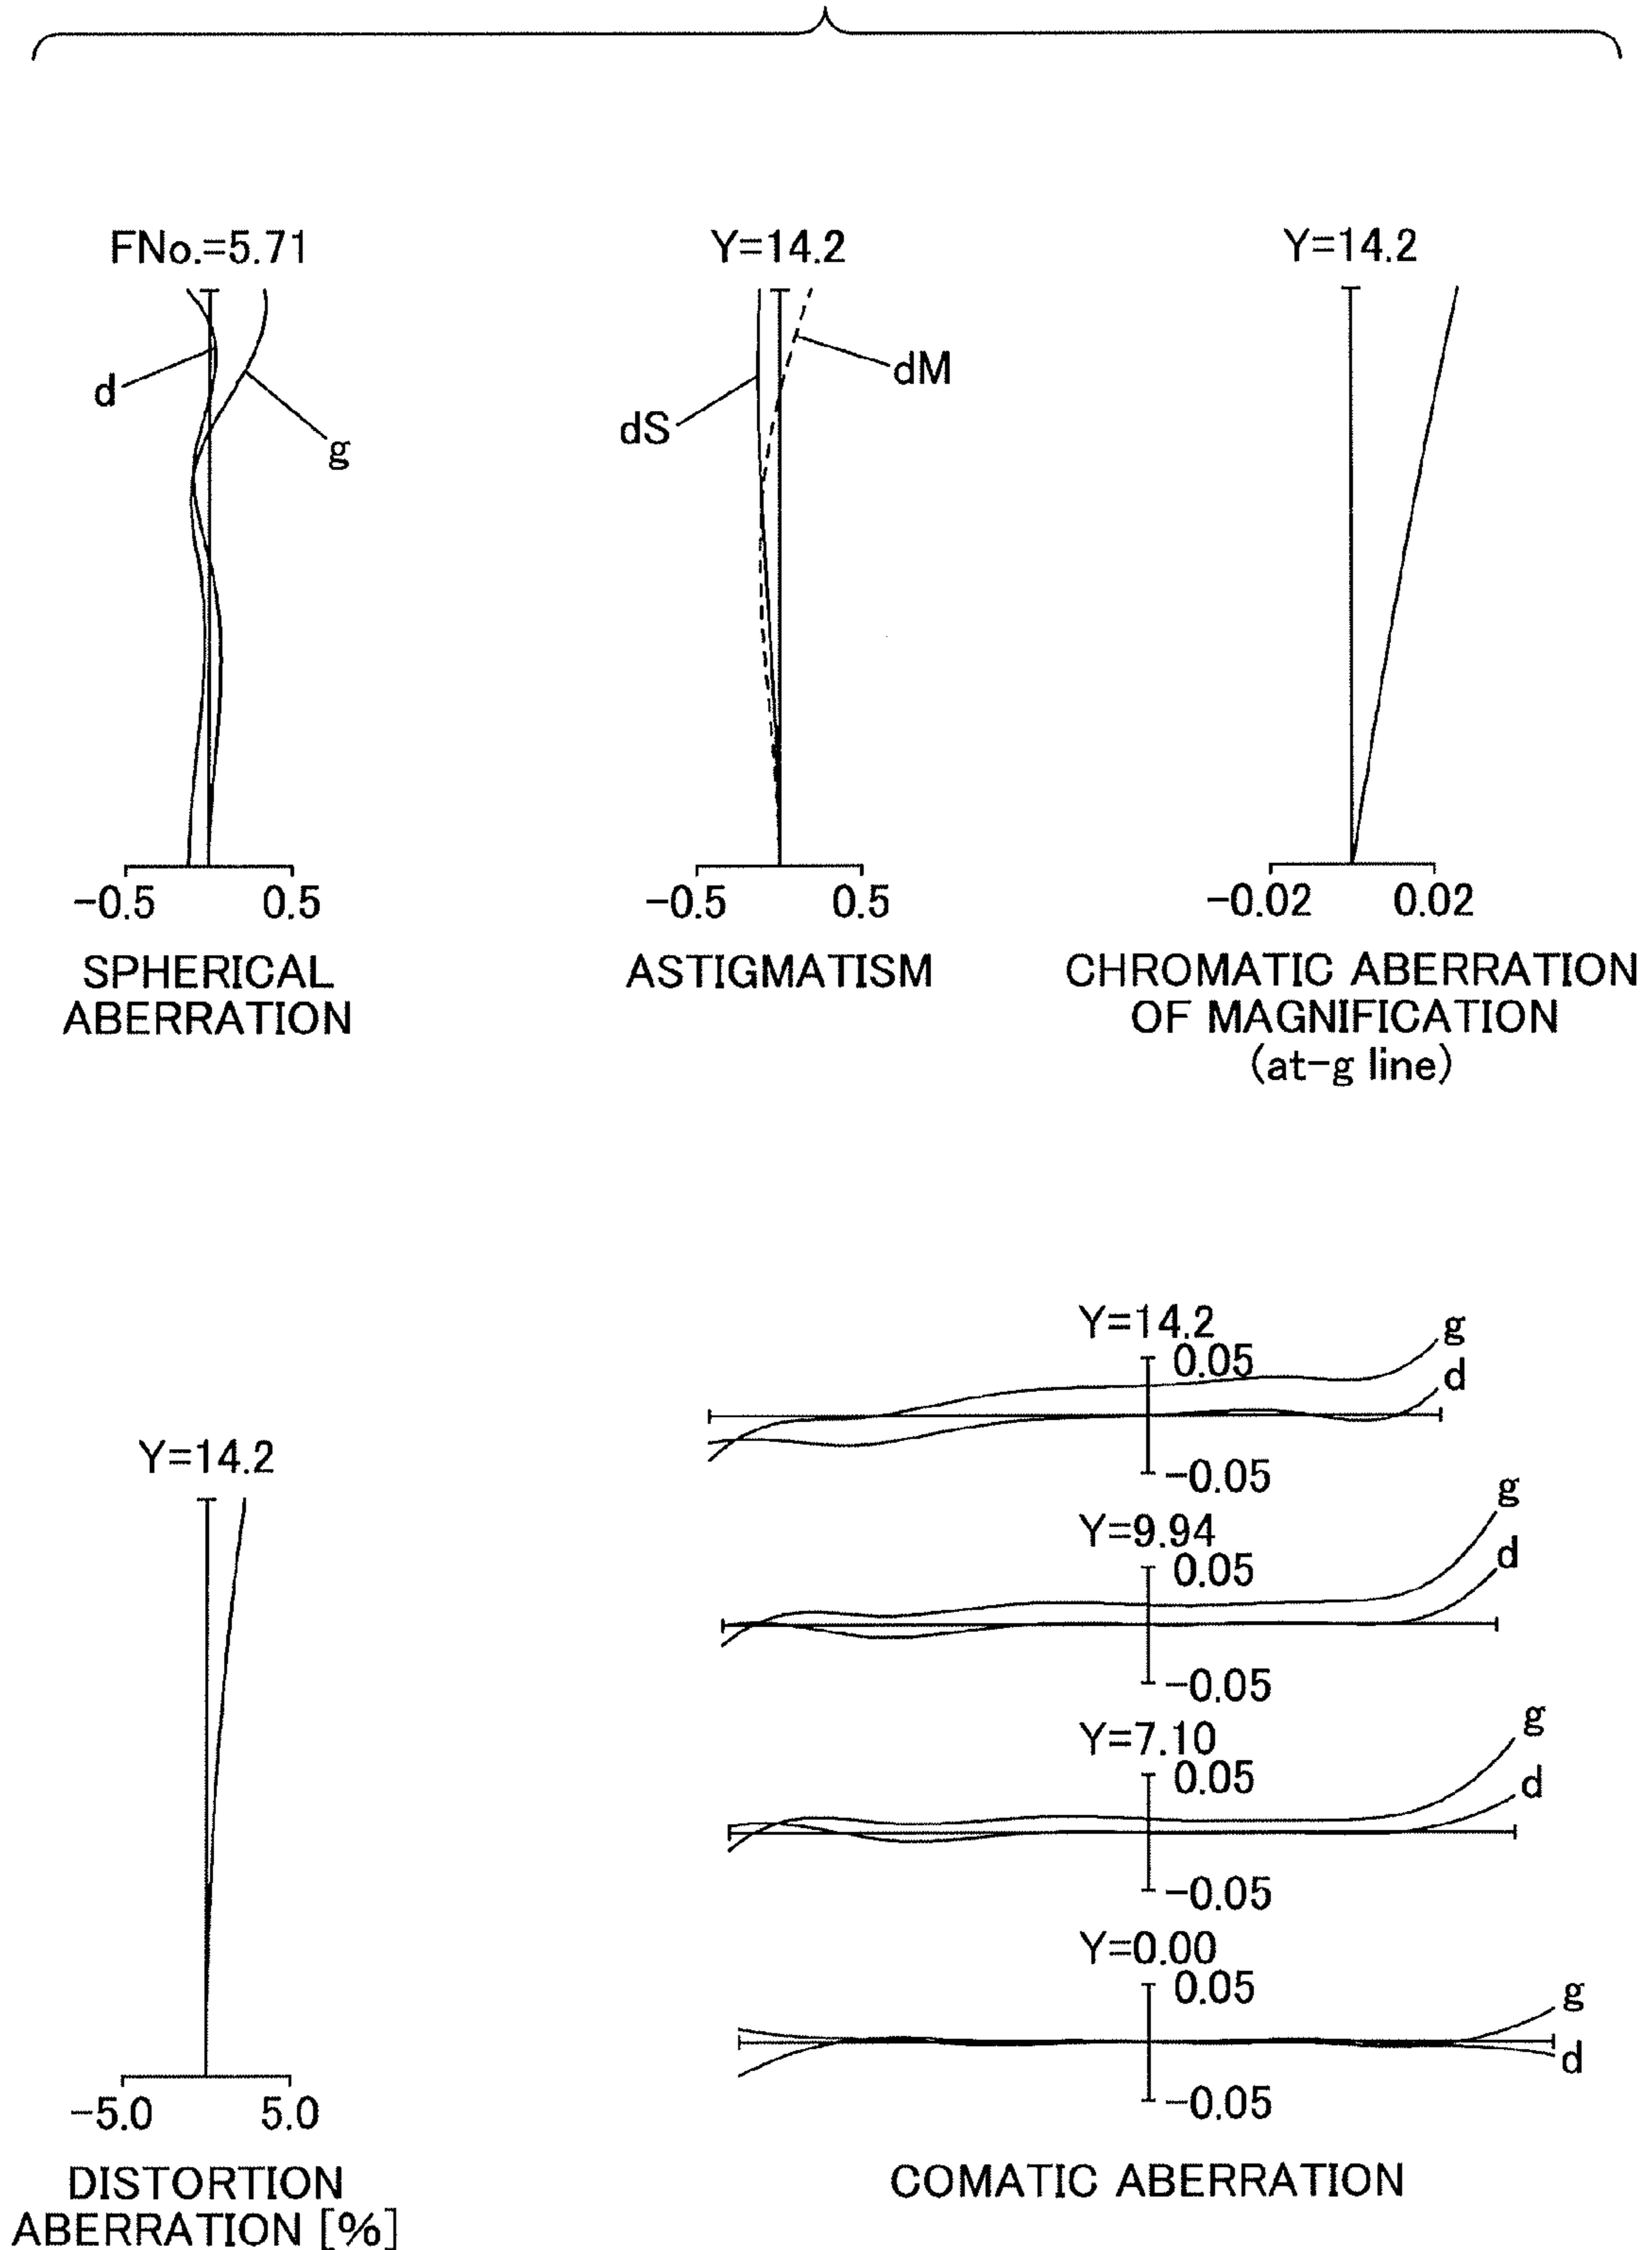 FNo.=5.71
d
g
-0.5
0.5
SPHERICAL
ABERRATION
Y=14.2
dM
dS
-0.5
0.5
ASTIGMATISM
Y=14.2
-0.02
0.02
CHROMATIC ABERRATION
OF MAGNIFICATION
(at-g line)
Y=14.2
-5.0
5.0
DISTORTION
ABERRATION [%]
Y=14.2
0.05
g
d
-0.05
Y=9.94
0.05
g
d
-0.05
Y=7.10
0.05
g
d
-0.05
Y=0.00
0.05
g
d
-0.05
COMATIC ABERRATION